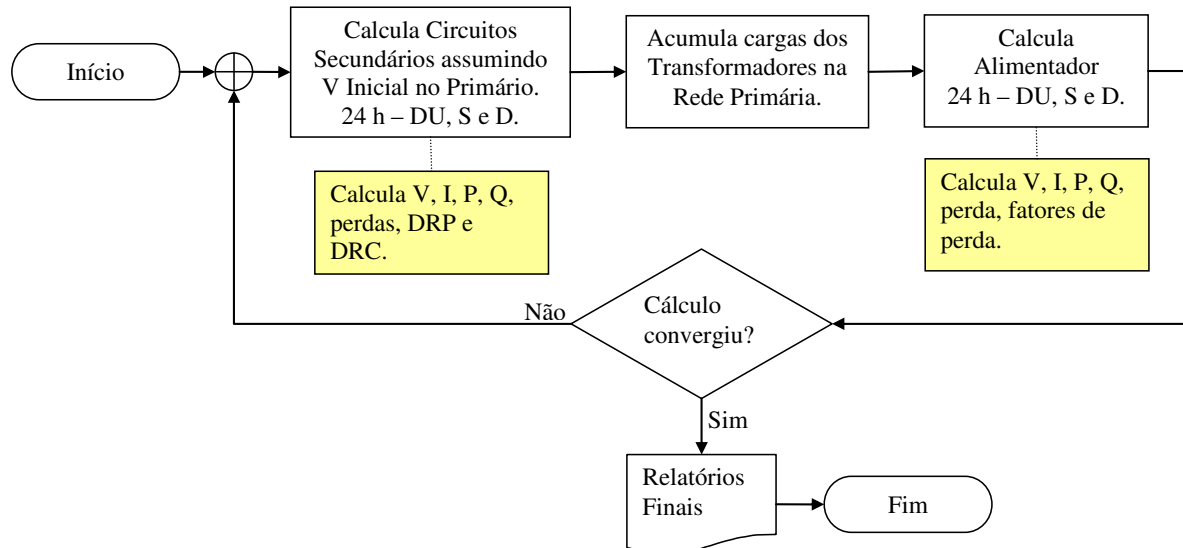 Início
Calcula Circuitos
Secundários assumindo
V Inicial no Primário.
24 h – DU, S e D.
Acumula cargas dos
Transformadores na
Rede Primária.
Calcula
Alimentador
24 h – DU, S e D.
Calcula V, I, P, Q,
perdas, DRP e
DRC.
Calcula V, I, P, Q,
perda, fatores de
perda.
Não
Cálculo
convergiu?
Sim
Relatórios
Finais
Fim